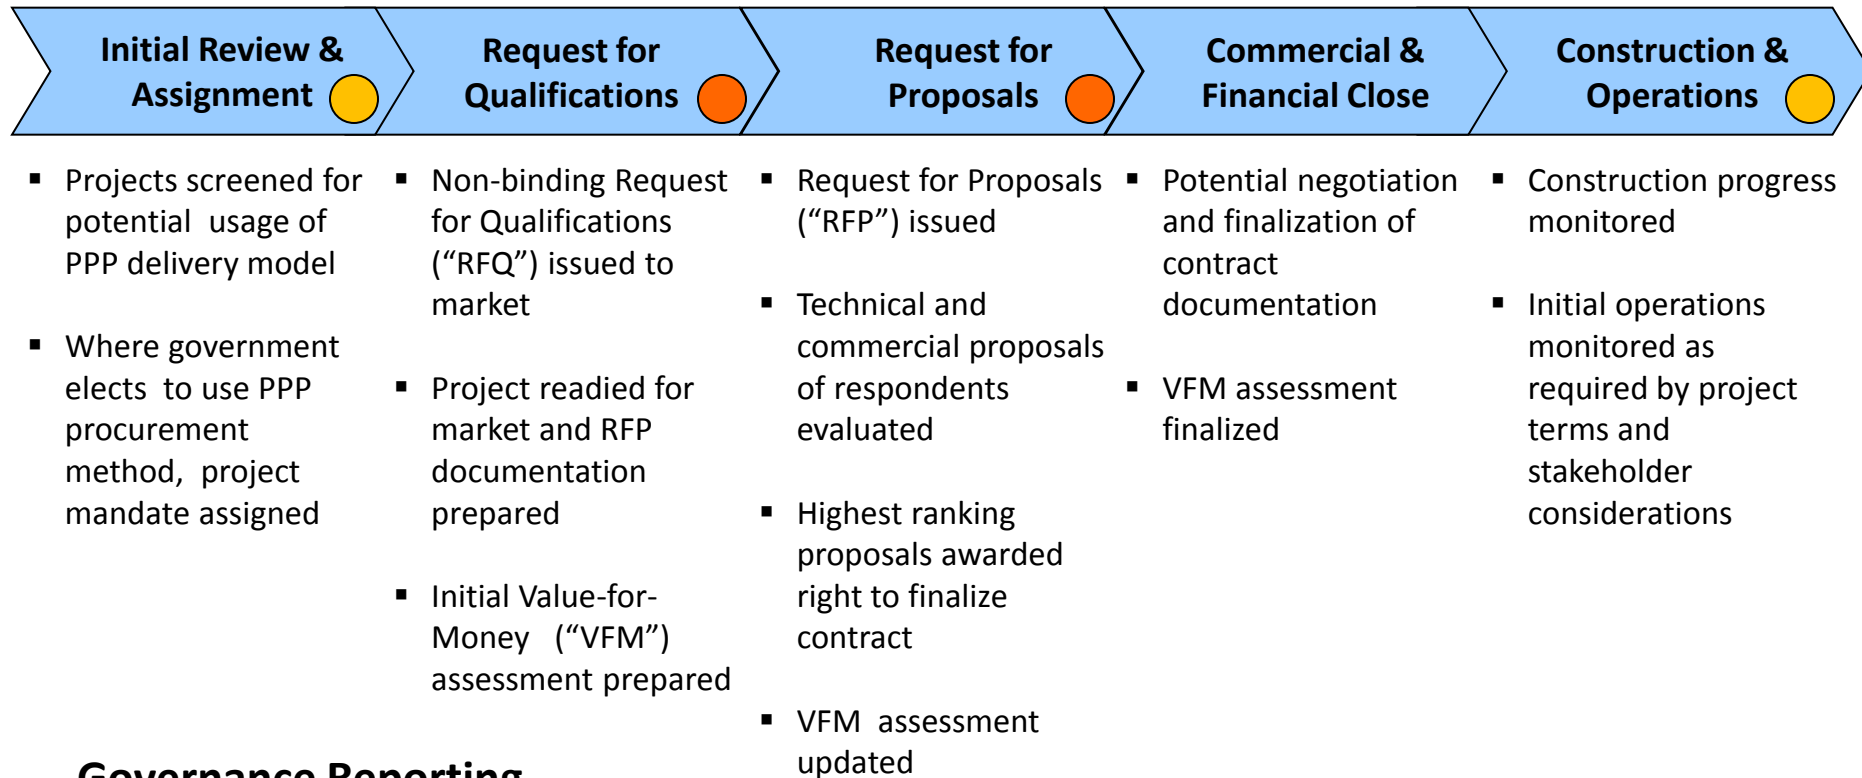 Initial Review &
Assignment
Request for
Qualifications
Request for
Proposals
Commercial &
Financial Close
Construction &
Operations
▪ Projects screened for
potential usage of
PPP delivery model
▪ Where government
elects to use PPP
procurement
method, project
mandate assigned
▪ Non-binding Request
for Qualifications
(“RFQ”) issued to
market
▪ Project readied for
market and RFP
documentation
prepared
▪ Initial Value-for-
Money (“VFM”)
assessment prepared
▪ Request for Proposals
(“RFP”) issued
▪ Technical and
commercial proposals
of respondents
evaluated
▪ Highest ranking
proposals awarded
right to finalize
contract
▪ VFM assessment
updated
▪ Potential negotiation
and finalization of
contract
documentation
▪ VFM assessment
finalized
▪ Construction progress
monitored
▪ Initial operations
monitored as
required by project
terms and
stakeholder
considerations
Governance Reporting